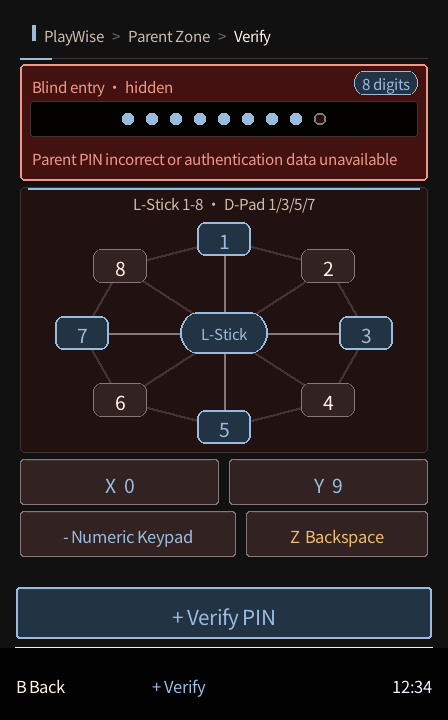 PlayWise > Parent Zone > Verify
Blind entry • hidden
8 digits
Parent PIN incorrect or authentication data unavailable
L-Stick 1-8 • D-Pad 1/3/5/7
1
8
2
7
L-Stick
3
6
4
5
X 0
Y 9
- Numeric Keypad
Z Backspace
+ Verify PIN
B Back
+ Verify
12:34